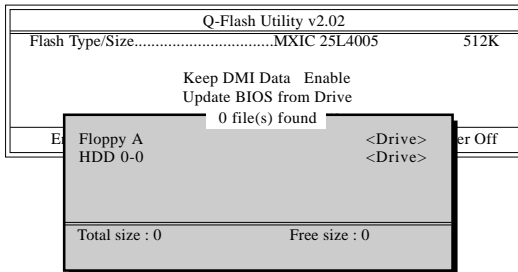 Q-Flash Utility v2.02
Flash Type/Size.................................MXIC 25L4005 512K
Keep DMI Data Enable
Update BIOS from Drive
0 file(s) found
Floppy A <Drive>
HDD 0-0 <Drive>
Total size : 0 Free size : 0